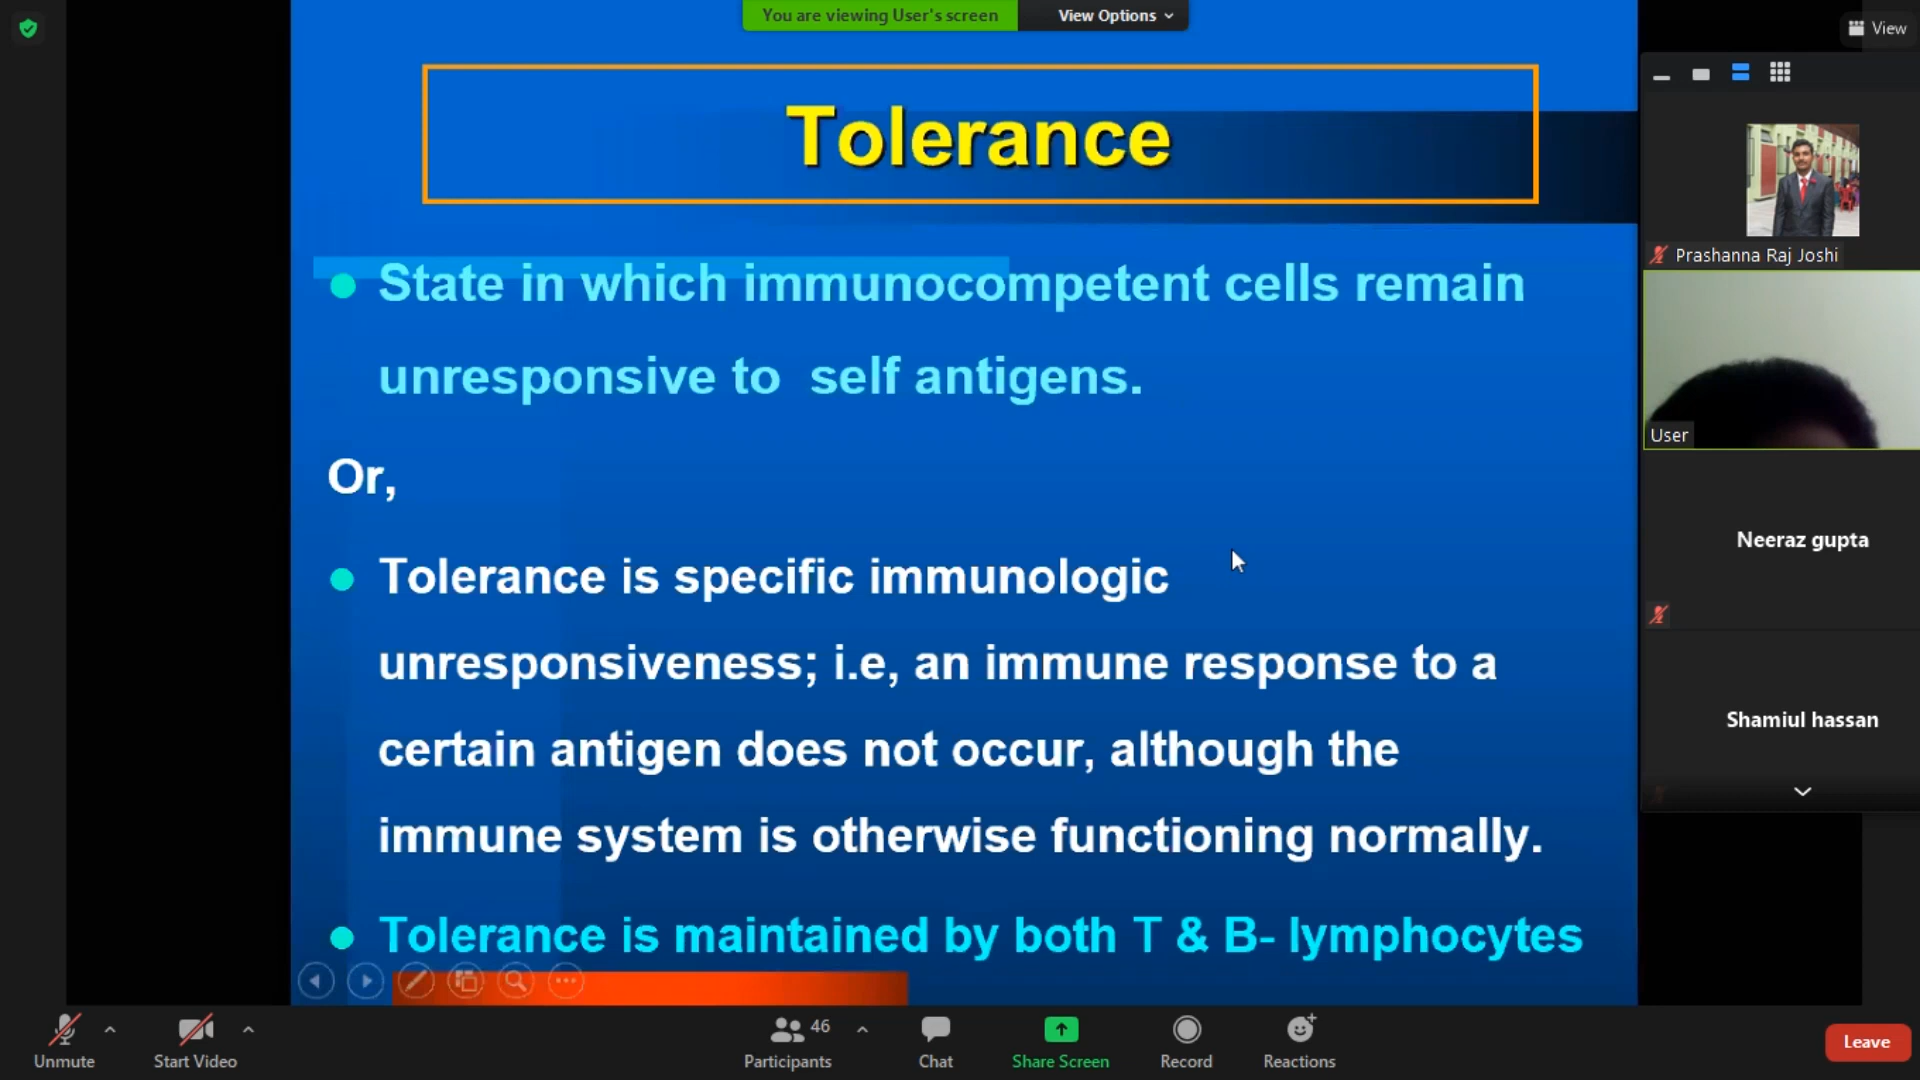 You are viewing User's screen
View Options
View
Tolerance
Prashanna Raj Joshi
State in which immunocompetent cells remain
unresponsive to  self antigens.
User
Or,
Neeraz gupta
Tolerance is specific immunologic
unresponsiveness; i.e, an immune response to a
Shamiul hassan
certain antigen does not occur, although the
immune system is otherwise functioning normally.
Tolerance is maintained by both T & B- lymphocytes
46
Unmute
Start Video
Participants
Chat
Share Screen
Record
Reactions
Leave